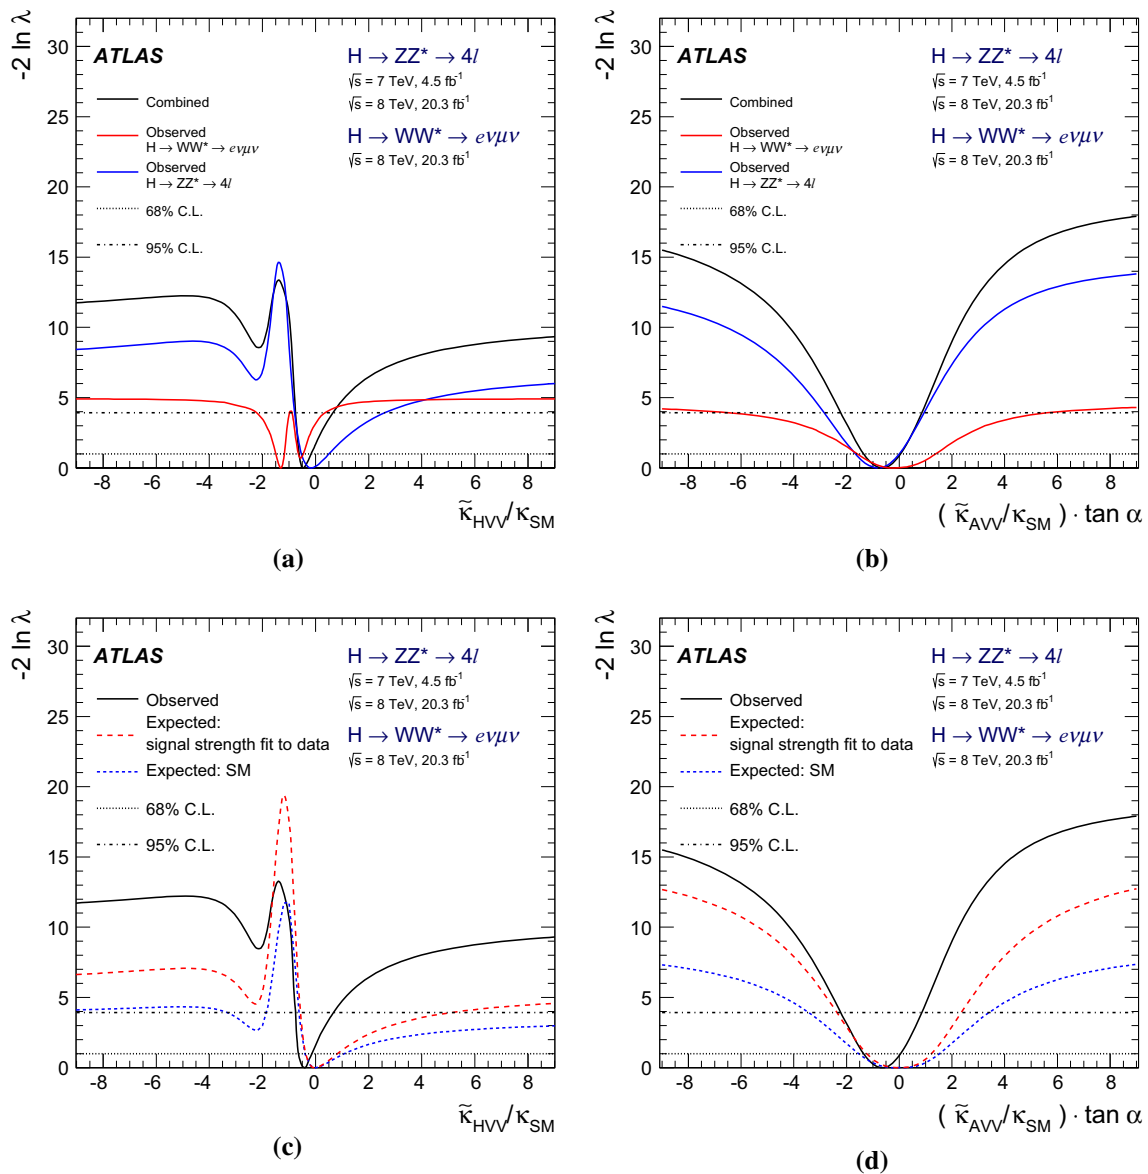 -2 ln λ
ATLAS
H → ZZ* → 4l
√s = 7 TeV, 4.5 fb⁻¹
√s = 8 TeV, 20.3 fb⁻¹
H → WW* → eνμν
√s = 8 TeV, 20.3 fb⁻¹
Combined
Observed
H → WW* → eνμν
Observed
H → ZZ* → 4l
68% C.L.
95% C.L.
30
25
20
15
10
5
0
-8 -6 -4 -2 0 2 4 6 8
κ̃_HVV/κ_SM
(a)
-2 ln λ
ATLAS
H → ZZ* → 4l
√s = 7 TeV, 4.5 fb⁻¹
√s = 8 TeV, 20.3 fb⁻¹
H → WW* → eνμν
√s = 8 TeV, 20.3 fb⁻¹
Combined
Observed
H → WW* → eνμν
Observed
H → ZZ* → 4l
68% C.L.
95% C.L.
30
25
20
15
10
5
0
-8 -6 -4 -2 0 2 4 6 8
( κ̃_AVV/κ_SM ) · tan α
(b)
-2 ln λ
ATLAS
H → ZZ* → 4l
√s = 7 TeV, 4.5 fb⁻¹
√s = 8 TeV, 20.3 fb⁻¹
H → WW* → eνμν
√s = 8 TeV, 20.3 fb⁻¹
Observed
Expected:
signal strength fit to data
Expected: SM
68% C.L.
95% C.L.
30
25
20
15
10
5
0
-8 -6 -4 -2 0 2 4 6 8
κ̃_HVV/κ_SM
(c)
-2 ln λ
ATLAS
H → ZZ* → 4l
√s = 7 TeV, 4.5 fb⁻¹
√s = 8 TeV, 20.3 fb⁻¹
H → WW* → eνμν
√s = 8 TeV, 20.3 fb⁻¹
Observed
Expected:
signal strength fit to data
Expected: SM
68% C.L.
95% C.L.
30
25
20
15
10
5
0
-8 -6 -4 -2 0 2 4 6 8
( κ̃_AVV/κ_SM ) · tan α
(d)